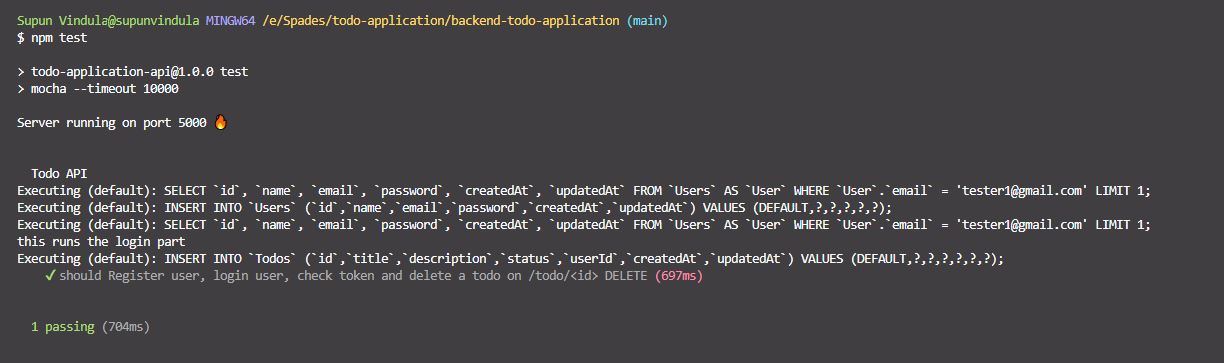 Supun Vindula@supunvindula MINGW64 /e/Spades/todo-application/backend-todo-application (main)
$ npm test
> todo-application-api@1.0.0 test
> mocha --timeout 10000
Server running on port 5000 🔥
Todo API
Executing (default): SELECT `id`, `name`, `email`, `password`, `createdAt`, `updatedAt` FROM `Users` AS `User` WHERE `User`.`email` = 'tester1@gmail.com' LIMIT 1;
Executing (default): INSERT INTO `Users` (`id`,`name`,`email`,`password`,`createdAt`,`updatedAt`) VALUES (DEFAULT,?,?,?,?,?);
Executing (default): SELECT `id`, `name`, `email`, `password`, `createdAt`, `updatedAt` FROM `Users` AS `User` WHERE `User`.`email` = 'tester1@gmail.com' LIMIT 1;
this runs the login part
Executing (default): INSERT INTO `Todos` (`id`,`title`,`description`,`status`,`userId`,`createdAt`,`updatedAt`) VALUES (DEFAULT,?,?,?,?,?,?);
✓ should Register user, login user, check token and delete a todo on /todo/<id> DELETE (697ms)
1 passing (704ms)